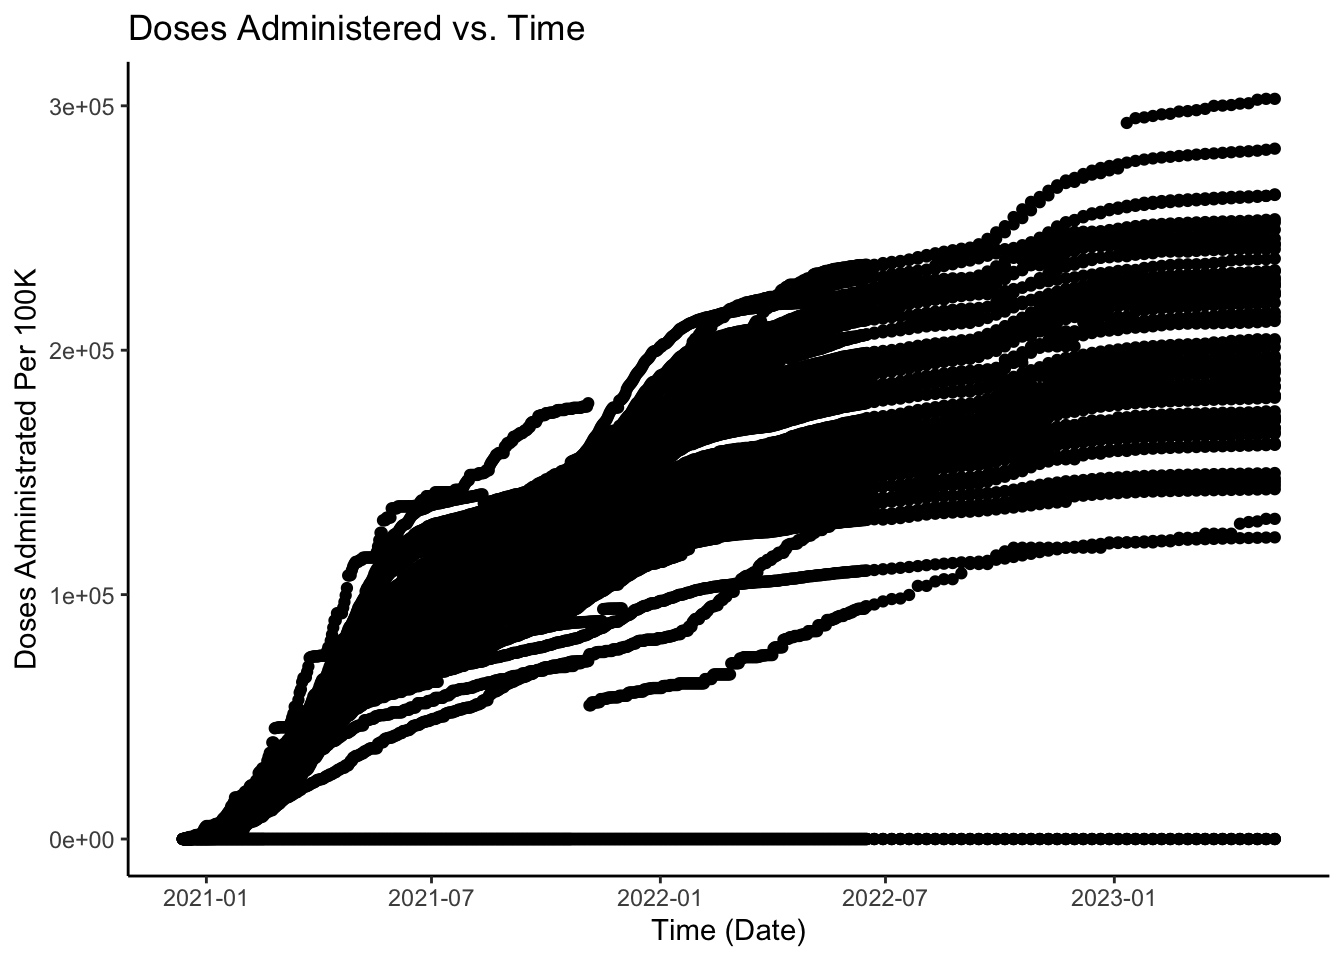 Doses Administered vs. Time
Doses Administrated Per 100K
3e+05
2e+05
1e+05
0e+00
2021-01 2021-07 2022-01 2022-07 2023-01
Time (Date)